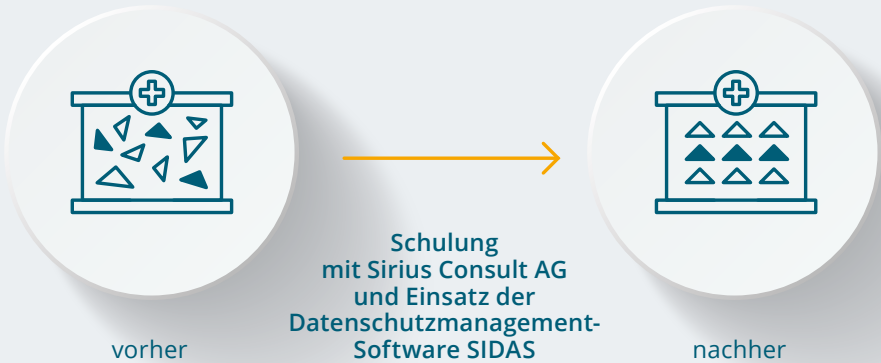 Schulung
mit Sirius Consult AG
und Einsatz der
Datenschutzmanagement-
Software SIDAS
vorher
nachher